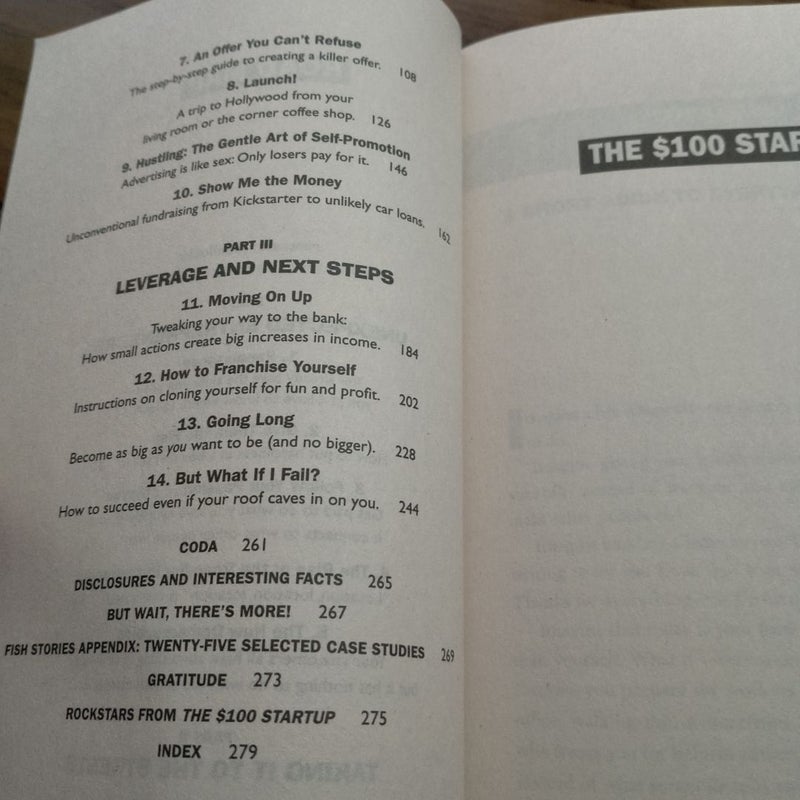 7. An Offer You Can't Refuse
The step-by-step guide to creating a killer offer. 108
8. Launch!
A trip to Hollywood from your
living room or the corner coffee shop. 126
9. Hustling: The Gentle Art of Self-Promotion
Advertising is like sex: Only losers pay for it. 146
10. Show Me the Money
Unconventional fundraising from Kickstarter to unlikely car loans. 162
PART III
LEVERAGE AND NEXT STEPS
11. Moving On Up
Tweaking your way to the bank:
How small actions create big increases in income. 184
12. How to Franchise Yourself
Instructions on cloning yourself for fun and profit. 202
13. Going Long
Become as big as you want to be (and no bigger). 228
14. But What If I Fail?
How to succeed even if your roof caves in on you. 244
CODA 261
DISCLOSURES AND INTERESTING FACTS 265
BUT WAIT, THERE'S MORE! 267
FISH STORIES APPENDIX: TWENTY-FIVE SELECTED CASE STUDIES 269
GRATITUDE 273
ROCKSTARS FROM THE $100 STARTUP 275
INDEX 279
THE $100 STAR